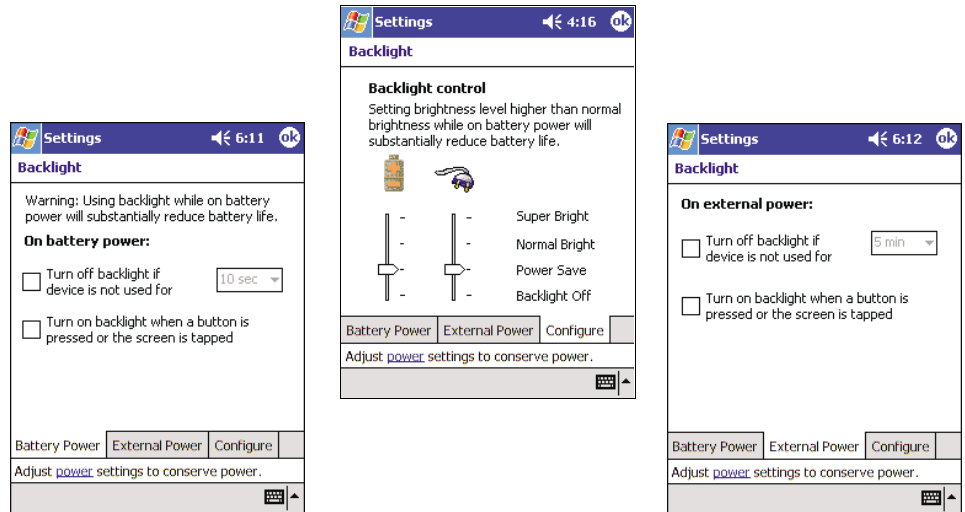 Settings 6:11 ok
Backlight
Warning: Using backlight while on battery
power will substantially reduce battery life.
On battery power:
Turn off backlight if
device is not used for
10 sec
Turn on backlight when a button is
pressed or the screen is tapped
Battery Power External Power Configure
Adjust power settings to conserve power.
Settings 4:16 ok
Backlight
Backlight control
Setting brightness level higher than normal
brightness while on battery power will
substantially reduce battery life.
Super Bright
Normal Bright
Power Save
Backlight Off
Battery Power External Power Configure
Adjust power settings to conserve power.
Settings 6:12 ok
Backlight
On external power:
Turn off backlight if
device is not used for
5 min
Turn on backlight when a button is
pressed or the screen is tapped
Battery Power External Power Configure
Adjust power settings to conserve power.